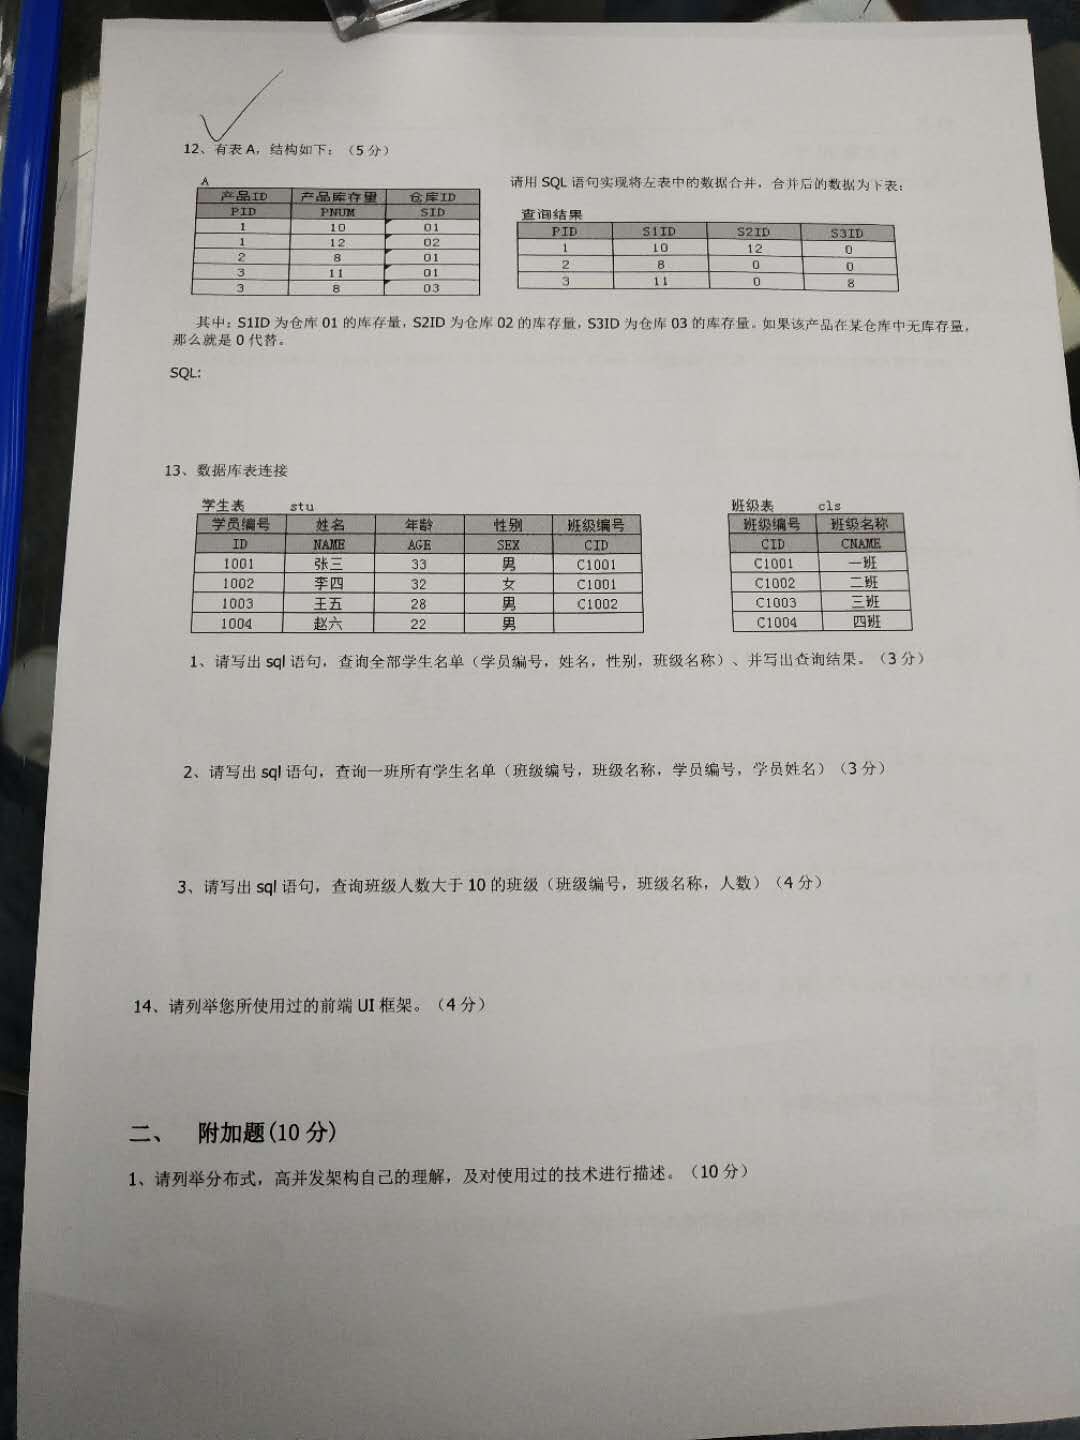 12、有表 A，结构如下：（5 分）
A
产品ID 产品库存量 仓库ID
PID PNUM SID
1 10 01
1 12 02
2 8 01
3 11 01
3 8 03
请用 SQL 语句实现将左表中的数据合并，合并后的数据为下表：
查询结果
PID S1ID S2ID S3ID
1 10 12 0
2 8 0 0
3 11 0 8
其中：S1ID 为仓库 01 的库存量，S2ID 为仓库 02 的库存量，S3ID 为仓库 03 的库存量。如果该产品在某仓库中无库存量，
那么就是 0 代替。
SQL:
13、数据库表连接
学生表 stu
学员编号 姓名 年龄 性别 班级编号
ID NAME AGE SEX CID
1001 张三 33 男 C1001
1002 李四 32 女 C1001
1003 王五 28 男 C1002
1004 赵六 22 男
班级表 cls
班级编号 班级名称
CID CNAME
C1001 一班
C1002 二班
C1003 三班
C1004 四班
1、请写出 sql 语句，查询全部学生名单（学员编号，姓名，性别，班级名称）、并写出查询结果。（3 分）
2、请写出 sql 语句，查询一班所有学生名单（班级编号，班级名称，学员编号，学员姓名）（3 分）
3、请写出 sql 语句，查询班级人数大于 10 的班级（班级编号，班级名称，人数）（4 分）
14、请列举您所使用过的前端 UI 框架。（4 分）
二、 附加题(10 分)
1、请列举分布式，高并发架构自己的理解，及对使用过的技术进行描述。（10 分）